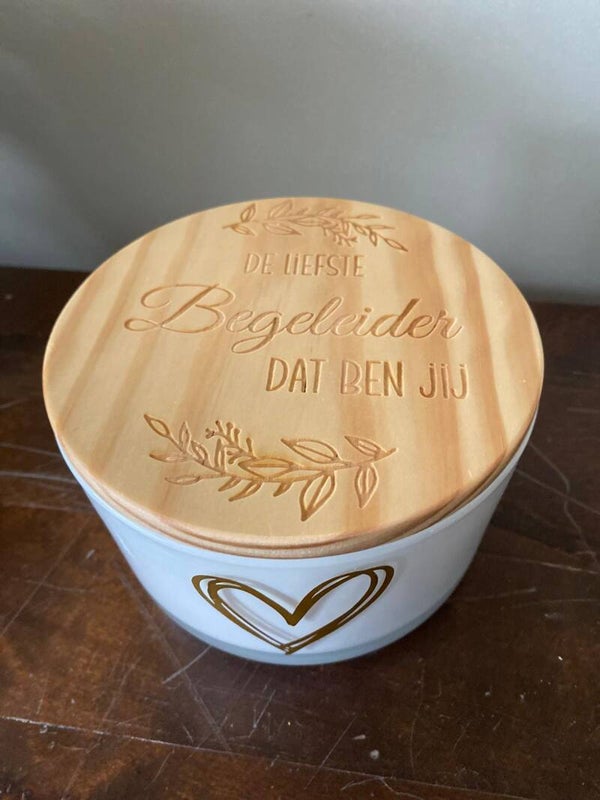 DE LiEFSTE
Begeleider
DAT BEN JIJ